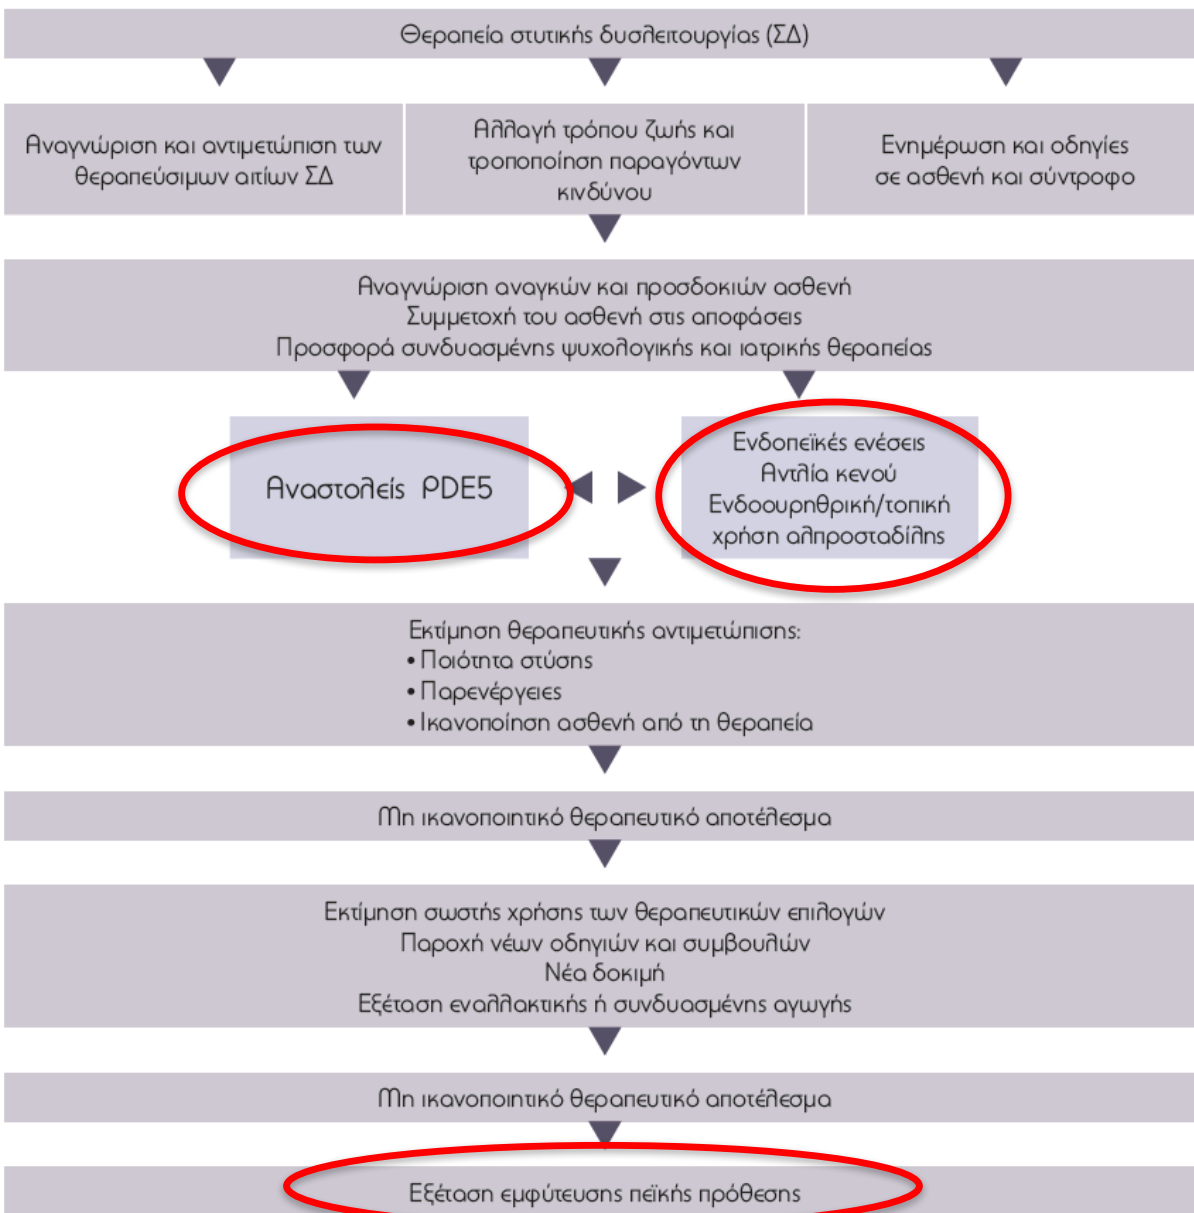 Θεραπεία στυτικής δυσλειτουργίας (ΣΔ)
Αναγνώριση και αντιμετώπιση των
θεραπεύσιμων αιτίων ΣΔ
Αλλαγή τρόπου ζωής και
τροποποίηση παραγόντων
κινδύνου
Ενημέρωση και οδηγίες
σε ασθενή και σύντροφο
Αναγνώριση αναγκών και προσδοκιών ασθενή
Συμμετοχή του ασθενή στις αποφάσεις
Προσφορά συνδυασμένης ψυχολογικής και ιατρικής θεραπείας
Αναστολείς PDE5
Ενδοπεϊκές ενέσεις
Αντλία κενού
Ενδοουρηθρική/τοπική
χρήση αλπροσταδίλης
Εκτίμηση θεραπευτικής αντιμετώπισης:
• Ποιότητα στύσης
• Παρενέργειες
• Ικανοποίηση ασθενή από τη θεραπεία
Μη ικανοποιητικό θεραπευτικό αποτέλεσμα
Εκτίμηση σωστής χρήσης των θεραπευτικών επιλογών
Παροχή νέων οδηγιών και συμβουλών
Νέα δοκιμή
Εξέταση εναλλακτικής ή συνδυασμένης αγωγής
Μη ικανοποιητικό θεραπευτικό αποτέλεσμα
Εξέταση εμφύτευσης πεϊκής πρόθεσης